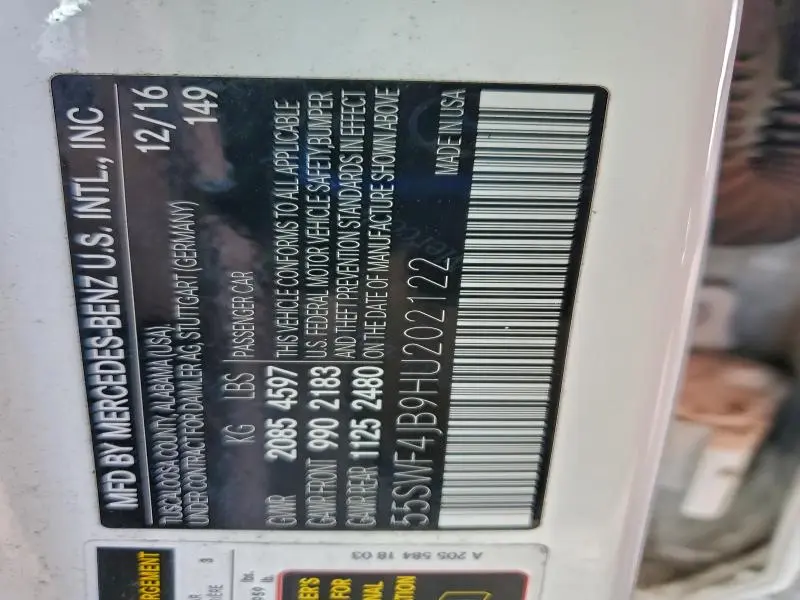 MFD BY MERCEDES-BENZ U.S. INTL., INC
TUSCALOOSA COUNTY, ALABAMA (USA) 12/16
UNDER CONTRACT FOR DAIMLER AG, STUTTGART (GERMANY) 149
KG LBS PASSENGER CAR
GVWR 2085 4597 THIS VEHICLE CONFORMS TO ALL APPLICABLE
GAWR-FRONT 990 2183 U.S. FEDERAL MOTOR VEHICLE SAFETY,BUMPER
GAWR-REAR 1125 2480 AND THEFT PREVENTION STANDARDS IN EFFECT
ON THE DATE OF MANUFACTURE SHOWN ABOVE
55SWF4JB9HU202122 MADE IN USA
A 205 584 18 03